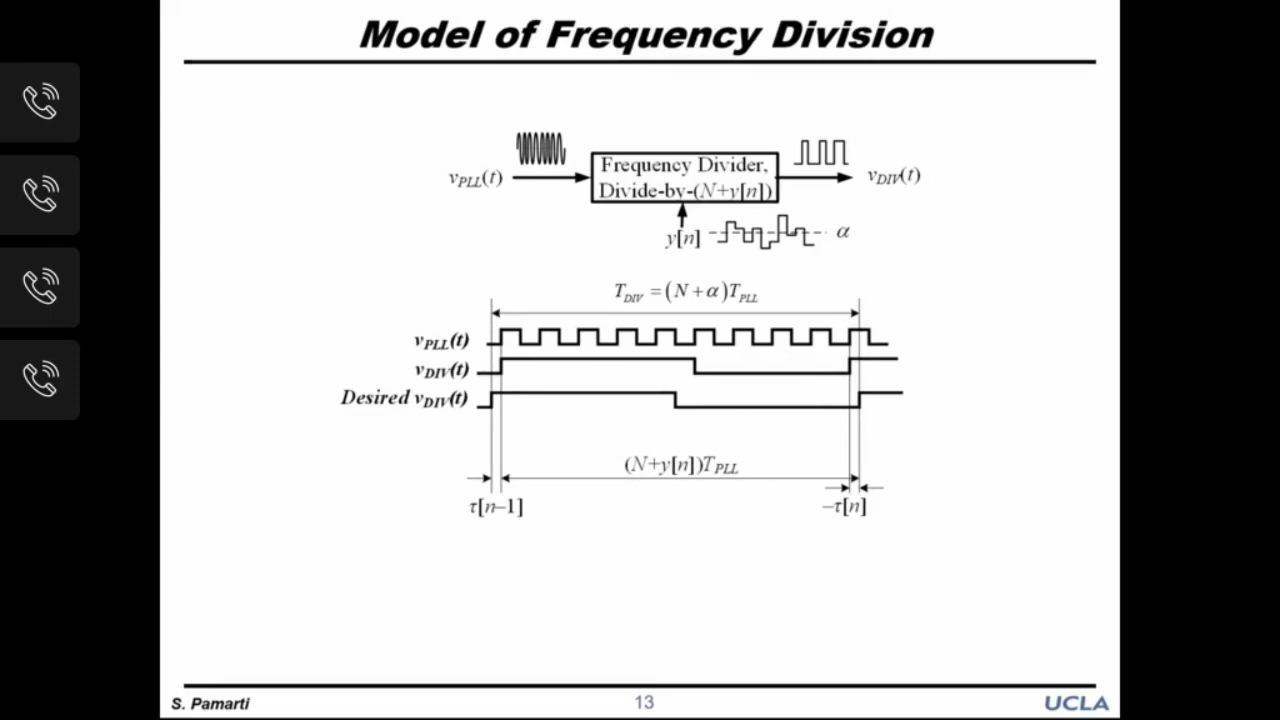 Model of Frequency Division
v_PLL(t)
Frequency Divider,
Divide-by-(N+y[n])
v_DIV(t)
y[n]
α
T_DIV = (N + α)T_PLL
v_PLL(t)
v_DIV(t)
Desired v_DIV(t)
(N+y[n])T_PLL
τ[n–1]
–τ[n]
S. Pamarti
13
UCLA